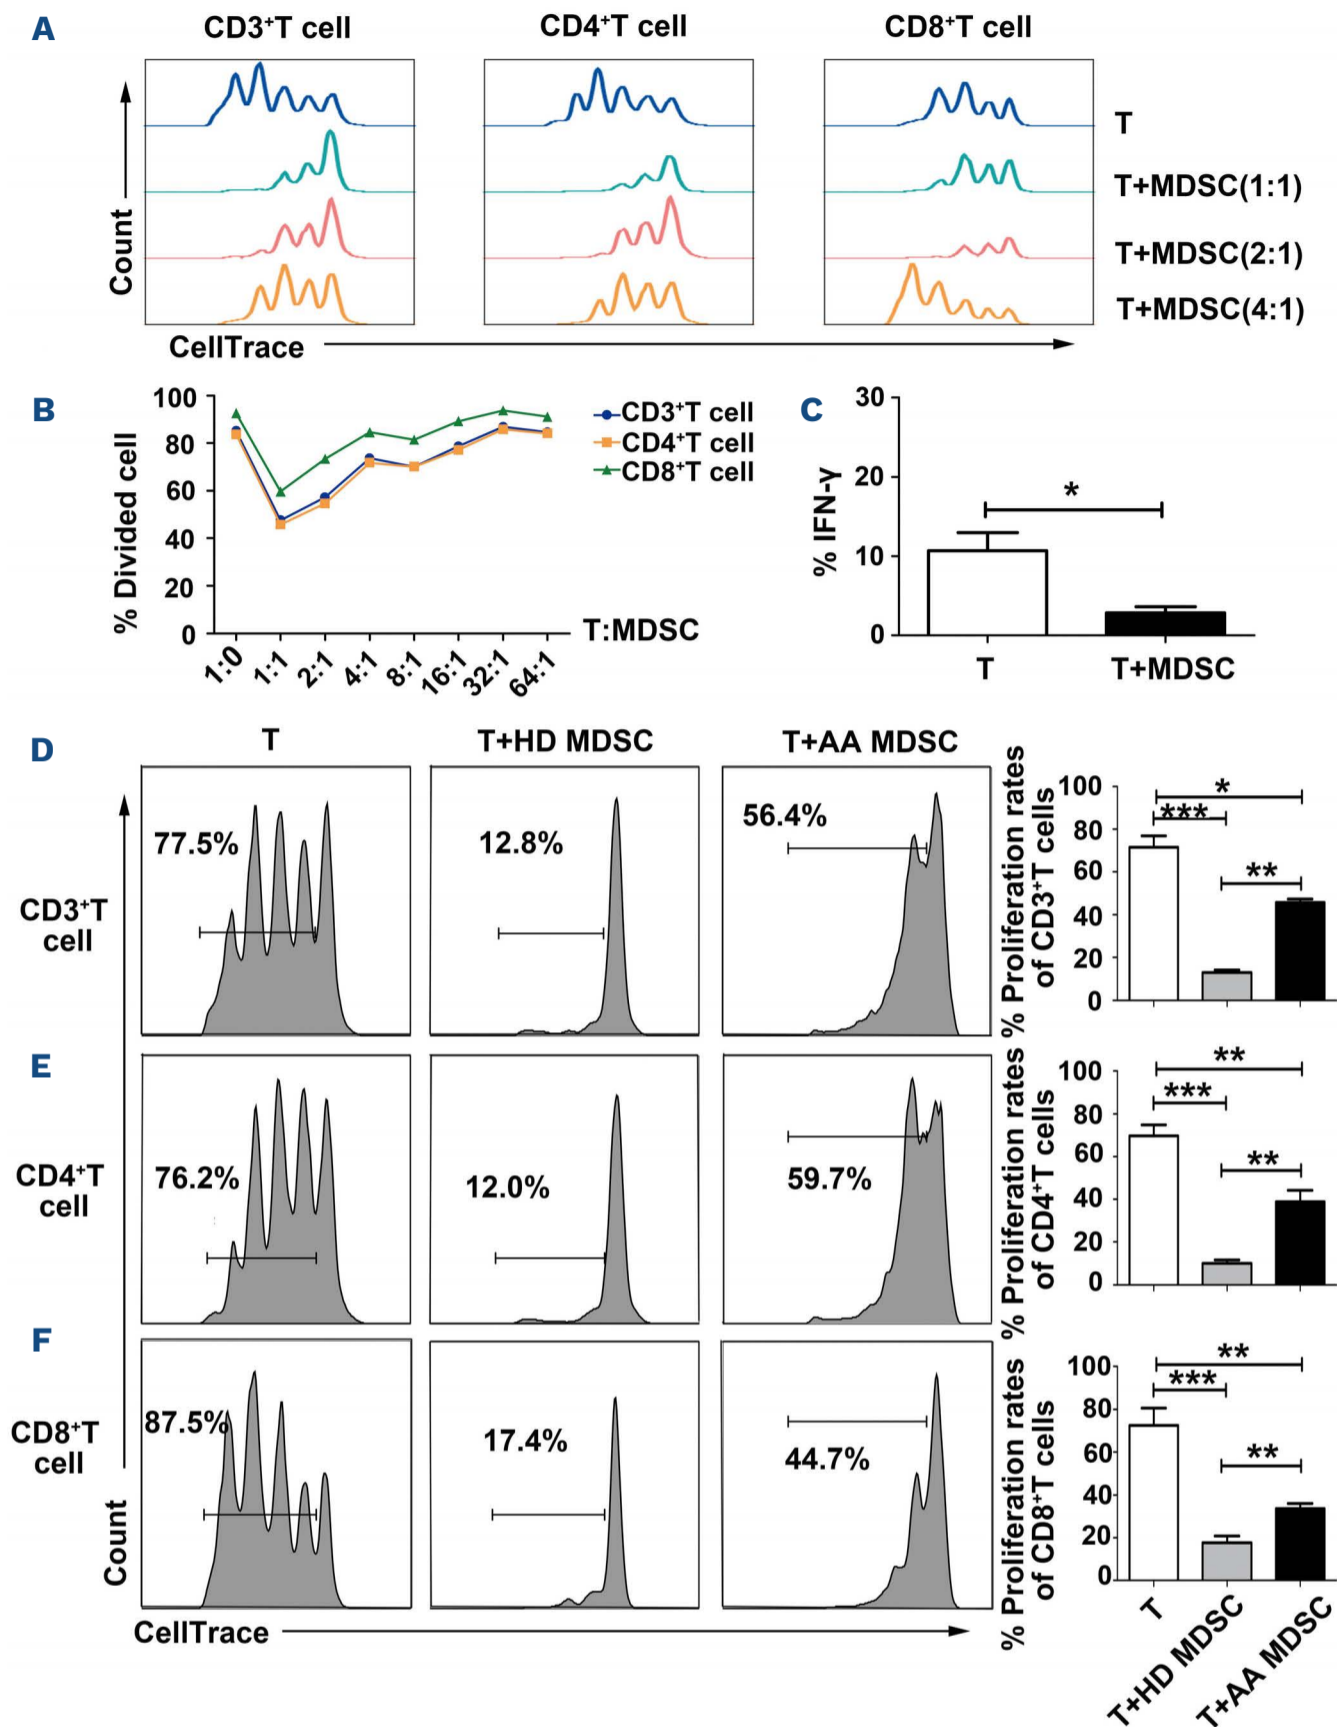 A
CD3⁺T cell
CD4⁺T cell
CD8⁺T cell
Count
T
T+MDSC(1:1)
T+MDSC(2:1)
T+MDSC(4:1)
CellTrace
B
% Divided cell
100
80
60
40
20
0
1:0
1:1
2:1
4:1
8:1
16:1
32:1
64:1
T:MDSC
CD3⁺T cell
CD4⁺T cell
CD8⁺T cell
C
% IFN-γ
30
20
10
0
*
T
T+MDSC
D
T
T+HD MDSC
T+AA MDSC
CD3⁺T
cell
77.5%
12.8%
56.4%
% Proliferation rates
of CD3⁺T cells
100
80
60
40
20
0
*
***
**
E
CD4⁺T
cell
76.2%
12.0%
59.7%
% Proliferation rates
of CD4⁺T cells
100
80
60
40
20
0
**
***
**
F
CD8⁺T
cell
87.5%
17.4%
44.7%
% Proliferation rates
of CD8⁺T cells
100
80
60
40
20
0
**
***
**
Count
CellTrace
T
T+HD MDSC
T+AA MDSC